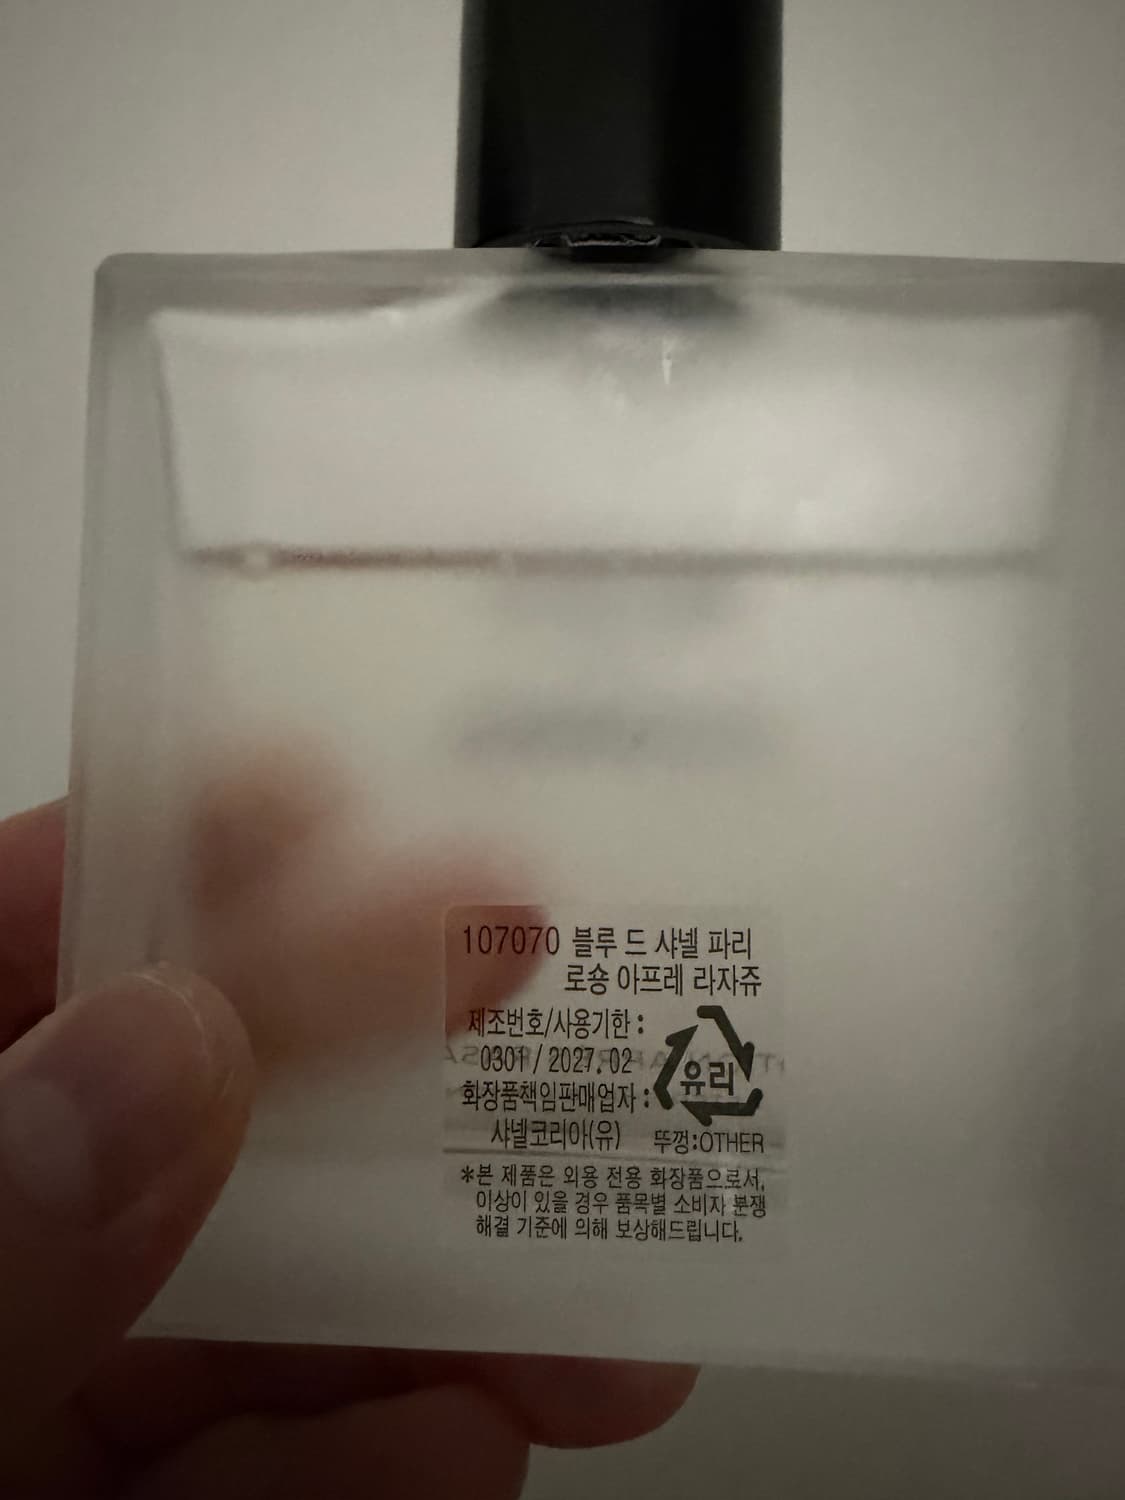 107070 블루 드 샤넬 파리
로숑 아프레 라자쥬
제조번호/사용기한 :
0301 / 2027. 02
화장품책임판매업자 :
샤넬코리아(유)
유리
뚜껑:OTHER
*본 제품은 외용 전용 화장품으로서,
이상이 있을 경우 품목별 소비자 분쟁
해결 기준에 의해 보상해드립니다.